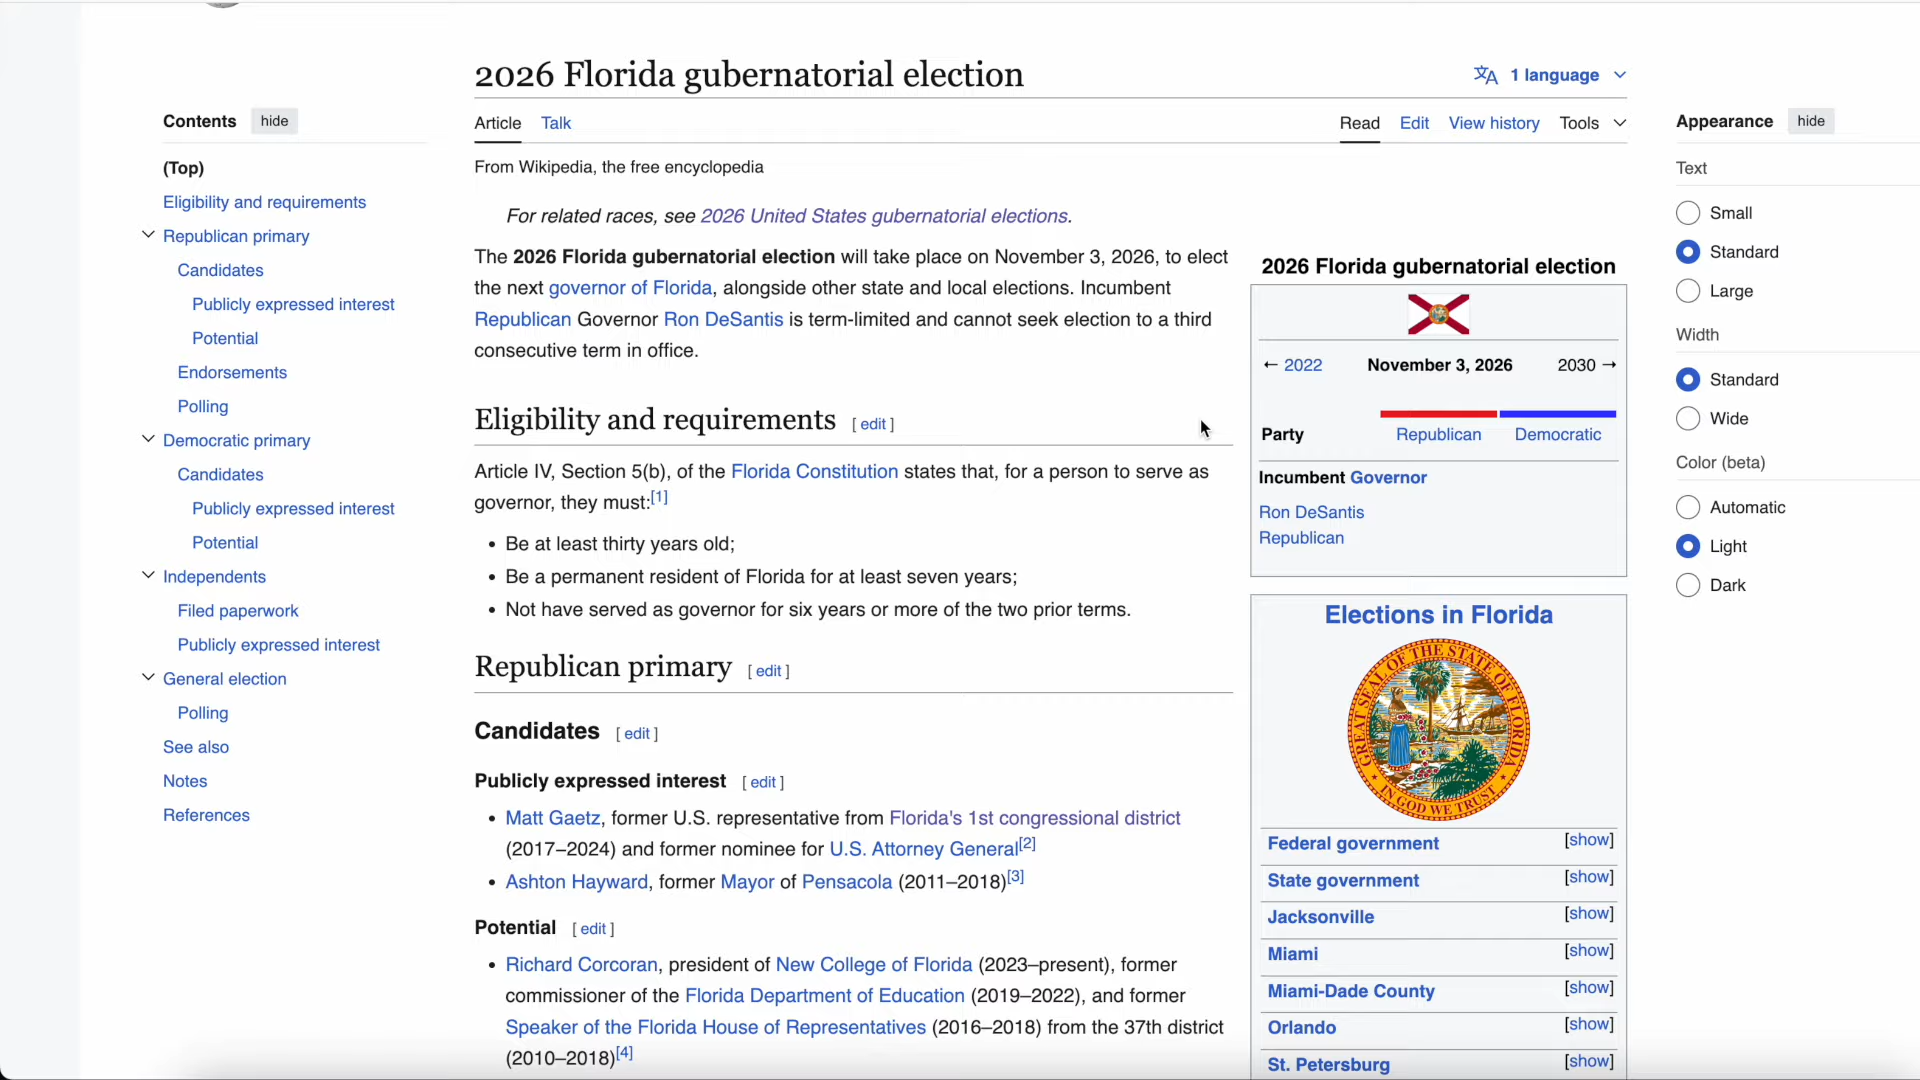 2026 Florida gubernatorial election
1 language
Contents hide
Article Talk
Read Edit View history Tools
Appearance hide
(Top)
Eligibility and requirements
Republican primary
Candidates
Publicly expressed interest
Potential
Endorsements
Polling
Democratic primary
Candidates
Publicly expressed interest
Potential
Independents
Filed paperwork
Publicly expressed interest
General election
Polling
See also
Notes
References
From Wikipedia, the free encyclopedia
For related races, see 2026 United States gubernatorial elections.
The 2026 Florida gubernatorial election will take place on November 3, 2026, to elect
the next governor of Florida, alongside other state and local elections. Incumbent
Republican Governor Ron DeSantis is term-limited and cannot seek election to a third
consecutive term in office.
Eligibility and requirements [ edit ]
Article IV, Section 5(b), of the Florida Constitution states that, for a person to serve as
governor, they must:[1]
• Be at least thirty years old;
• Be a permanent resident of Florida for at least seven years;
• Not have served as governor for six years or more of the two prior terms.
Republican primary [ edit ]
Candidates [ edit ]
Publicly expressed interest [ edit ]
• Matt Gaetz, former U.S. representative from Florida's 1st congressional district
(2017–2024) and former nominee for U.S. Attorney General[2]
• Ashton Hayward, former Mayor of Pensacola (2011–2018)[3]
Potential [ edit ]
• Richard Corcoran, president of New College of Florida (2023–present), former
commissioner of the Florida Department of Education (2019–2022), and former
Speaker of the Florida House of Representatives (2016–2018) from the 37th district
(2010–2018)[4]
2026 Florida gubernatorial election
← 2022 November 3, 2026 2030 →
Party Republican Democratic
Incumbent Governor
Ron DeSantis
Republican
Elections in Florida
GREAT SEAL OF THE STATE OF FLORIDA
IN GOD WE TRUST
Federal government [show]
State government [show]
Jacksonville [show]
Miami [show]
Miami-Dade County [show]
Orlando [show]
St. Petersburg [show]
Text
Small
Standard
Large
Width
Standard
Wide
Color (beta)
Automatic
Light
Dark